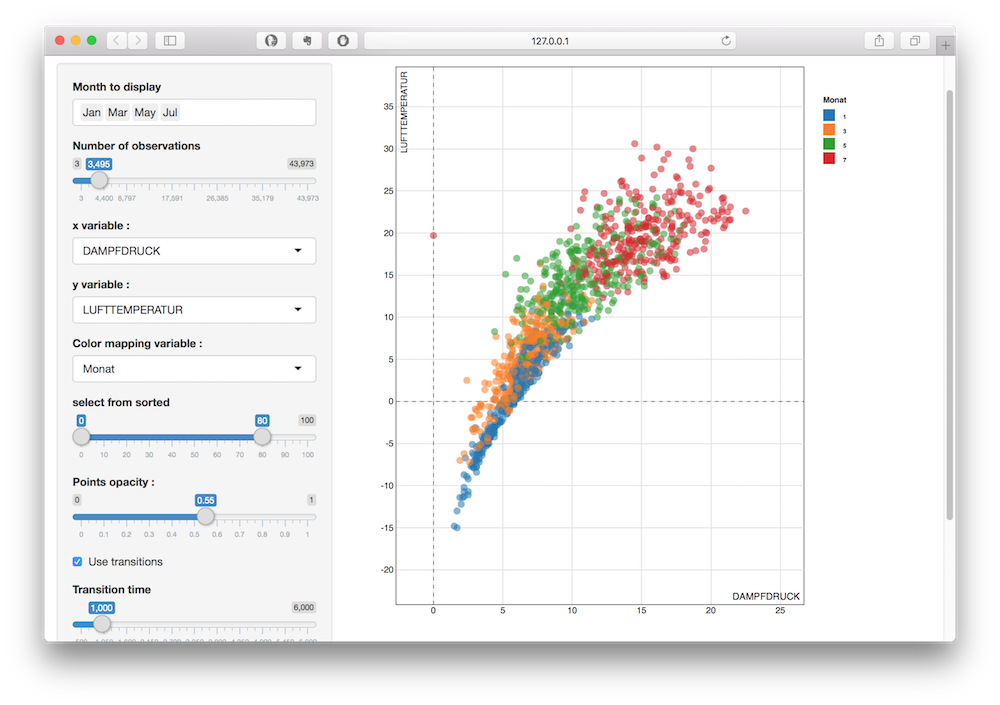 127.0.0.1
Month to display
Jan Mar May Jul
Number of observations
3 3,495 43,973
3 4,400 8,797 17,591 26,385 35,179 43,973
x variable :
DAMPFDRUCK
y variable :
LUFTTEMPERATUR
Color mapping variable :
Monat
select from sorted
0 80 100
0 10 20 30 40 50 60 70 80 90 100
Points opacity :
0 0.55 1
0 0.1 0.2 0.3 0.4 0.5 0.6 0.7 0.8 0.9 1
Use transitions
Transition time
1,000 6,000
LUFTTEMPERATUR
35
30
25
20
15
10
5
0
-5
-10
-15
-20
DAMPFDRUCK
0 5 10 15 20 25
Monat
1
3
5
7